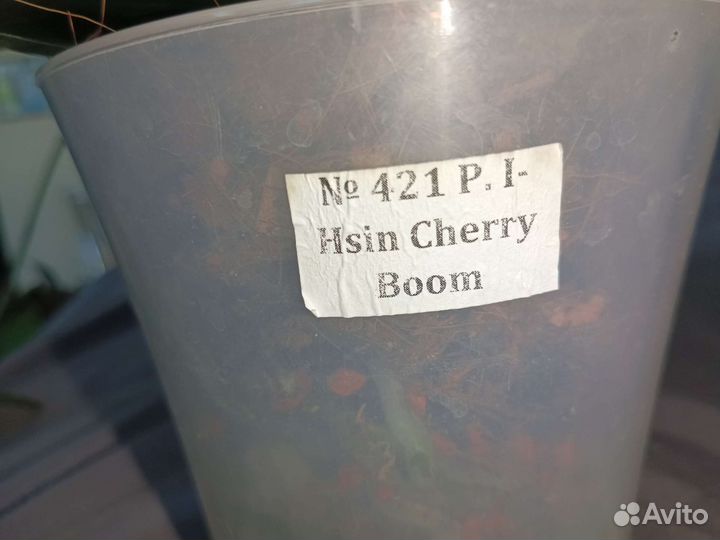 № 421 P. I-
Hsin Cherry
Boom
Avito